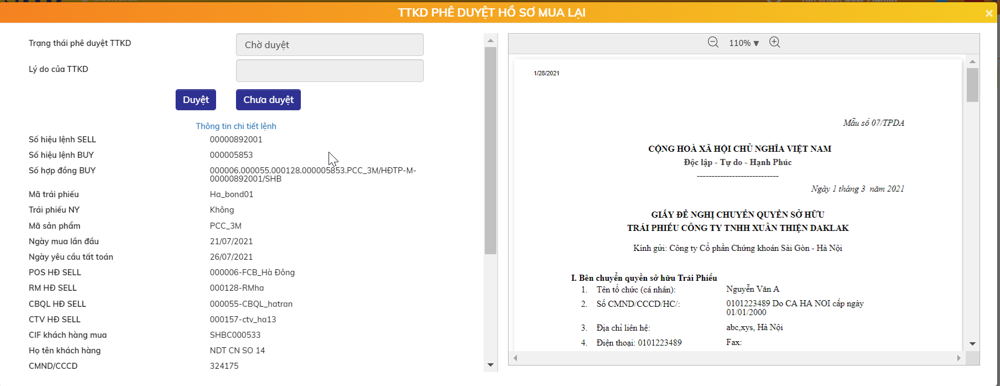 TTKD PHÊ DUYỆT HỒ SƠ MUA LẠI
Trạng thái phê duyệt TTKD
Chờ duyệt
Lý do của TTKD
Duyệt
Chưa duyệt
Thông tin chi tiết lệnh
Số hiệu lệnh SELL
00000892001
Số hiệu lệnh BUY
000005853
Số hợp đồng BUY
000006.000055.000128.000005853.PCC_3M/HĐTP-M-
00000892001/SHB
Mã trái phiếu
Ha_bond01
Trái phiếu NY
Không
Mã sản phẩm
PCC_3M
Ngày mua lần đầu
21/07/2021
Ngày yêu cầu tất toán
26/07/2021
POS HĐ SELL
000006-FCB_Hà Đông
RM HĐ SELL
000128-RMha
CBQL HĐ SELL
000055-CBQL_hatran
CTV HĐ SELL
000157-ctv_ha13
CIF khách hàng mua
SHBC000533
Họ tên khách hàng
NDT CN SO 14
CMND/CCCD
324175
110%
1/28/2021
Mẫu số 07/TPDA
CỘNG HOÀ XÃ HỘI CHỦ NGHĨA VIỆT NAM
Độc lập - Tự do - Hạnh Phúc
----------------------------
Ngày 1 tháng 3 năm 2021
GIẤY ĐỀ NGHỊ CHUYỂN QUYỀN SỞ HỮU
TRÁI PHIẾU CÔNG TY TNHH XUÂN THIỆN DAKLAK
Kính gửi: Công ty Cổ phần Chứng khoán Sài Gòn - Hà Nội
I. Bên chuyển quyền sở hữu Trái Phiếu
1. Tên tổ chức (cá nhân): Nguyễn Văn A
2. Số CMND/CCCD/HC/: 0101223489 Do CA HA NOI cấp ngày
01/01/2000
3. Địa chỉ liên hệ: abc,xys, Hà Nội
4. Điện thoại: 0101223489 Fax: